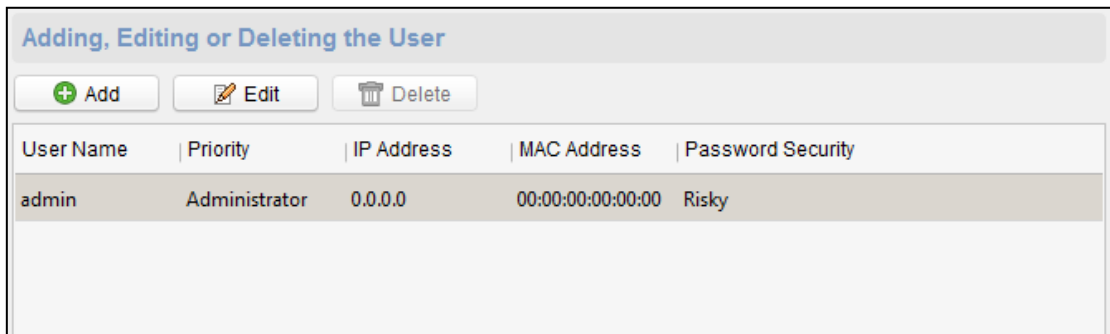 Adding, Editing or Deleting the User
Add Edit Delete
User Name Priority IP Address MAC Address Password Security
admin Administrator 0.0.0.0 00:00:00:00:00:00 Risky